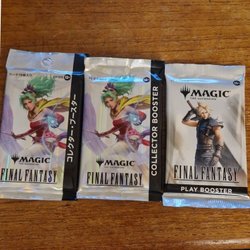 コレクター・ブースター
MAGIC
FINAL FANTASY
COLLECTOR BOOSTER
MAGIC
FINAL FANTASY
MAGIC
FINAL FANTASY
PLAY BOOSTER